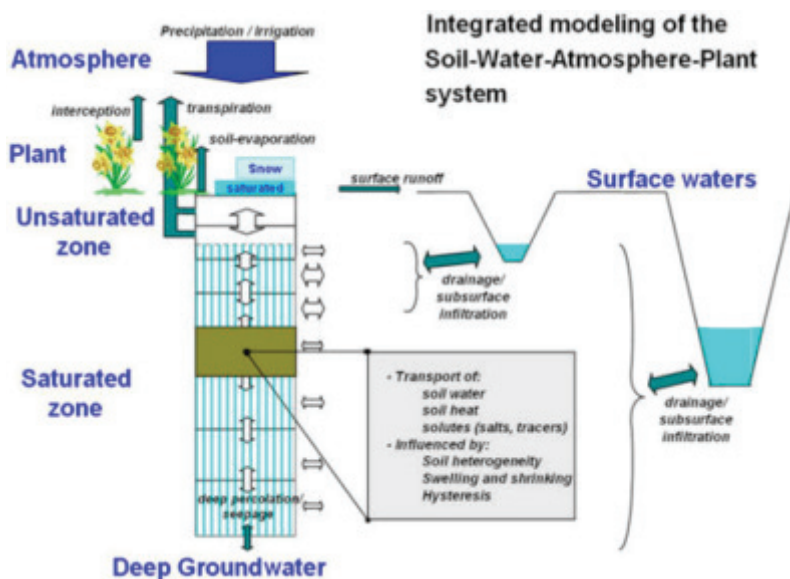 Integrated modeling of the
Soil-Water-Atmosphere-Plant
system
Precipitation / Irrigation
Atmosphere
interception
transpiration
Plant
soil-evaporation
Snow
saturated
surface runoff
Surface waters
Unsaturated
zone
drainage/
subsurface
infiltration
Saturated
zone
- Transport of:
soil water
soil heat
solutes (salts, tracers)
- Influenced by:
Soil heterogeneity
Swelling and shrinking
Hysteresis
drainage/
subsurface
infiltration
deep percolation/
seepage
Deep Groundwater